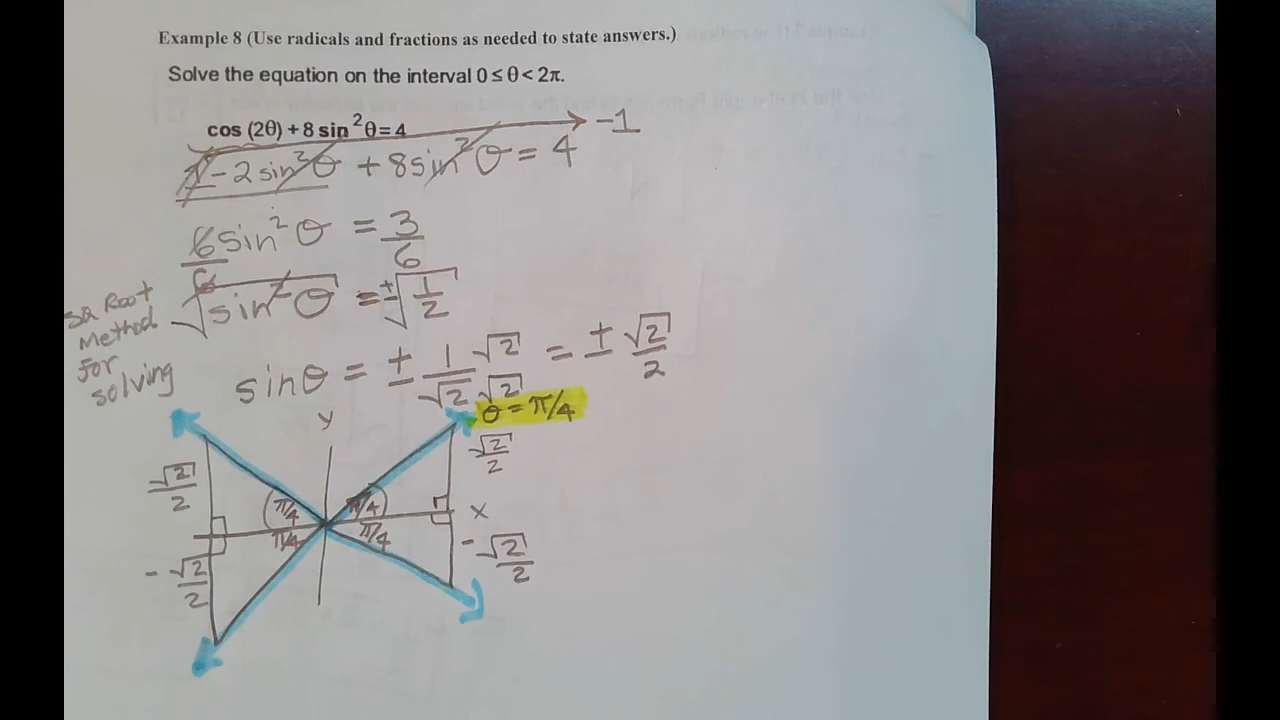 Example 8 (Use radicals and fractions as needed to state answers.)
Solve the equation on the interval 0 ≤ θ < 2π.
cos (2θ) + 8 sin ²θ = 4 → -1
1 - 2 sin²θ + 8 sin²θ = 4
6 sin²θ = 3
6 6
√sin²θ = ±√1/2
SQ Root
Method
For
solving
sinθ = ± 1/√2 √2/√2 = ± √2/2
θ = π/4
y
√2/2 √2/2
π/4 π/4 x
π/4 π/4
- √2/2 - √2/2